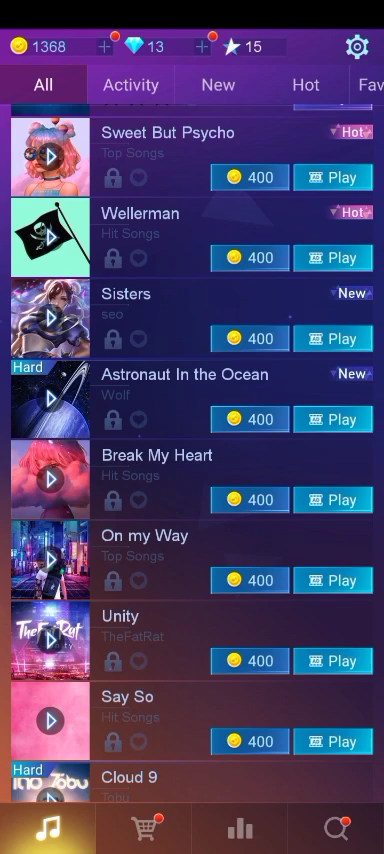 1368
13
15
All
Activity
New
Hot
Fav
Sweet But Psycho
Hot
Top Songs
400
Play
Wellerman
Hot
Hit Songs
400
Play
Sisters
New
seo
400
Play
Hard
Astronaut In the Ocean
New
Wolf
400
Play
Break My Heart
Hit Songs
400
Play
On my Way
Top Songs
400
Play
Unity
TheFatRat
TheFatRat
400
Play
Say So
Hit Songs
400
Play
Hard
Cloud 9
Tobu